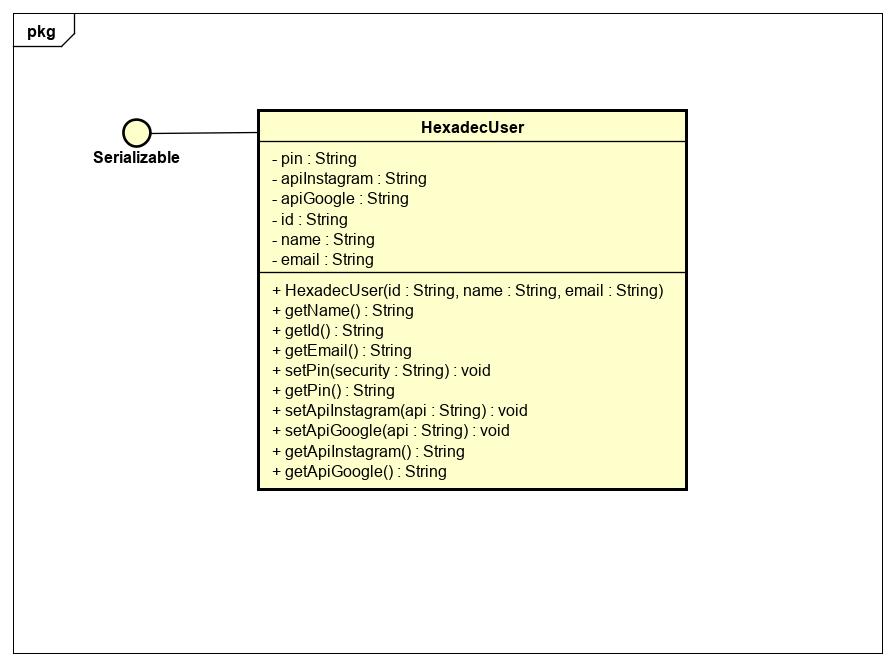 pkg
HexadecUser
Serializable
- pin : String
- apiInstagram : String
- apiGoogle : String
- id : String
- name : String
- email : String
+ HexadecUser(id : String, name : String, email : String)
+ getName() : String
+ getId() : String
+ getEmail() : String
+ setPin(security : String) : void
+ getPin() : String
+ setApiInstagram(api : String) : void
+ setApiGoogle(api : String) : void
+ getApiInstagram() : String
+ getApiGoogle() : String